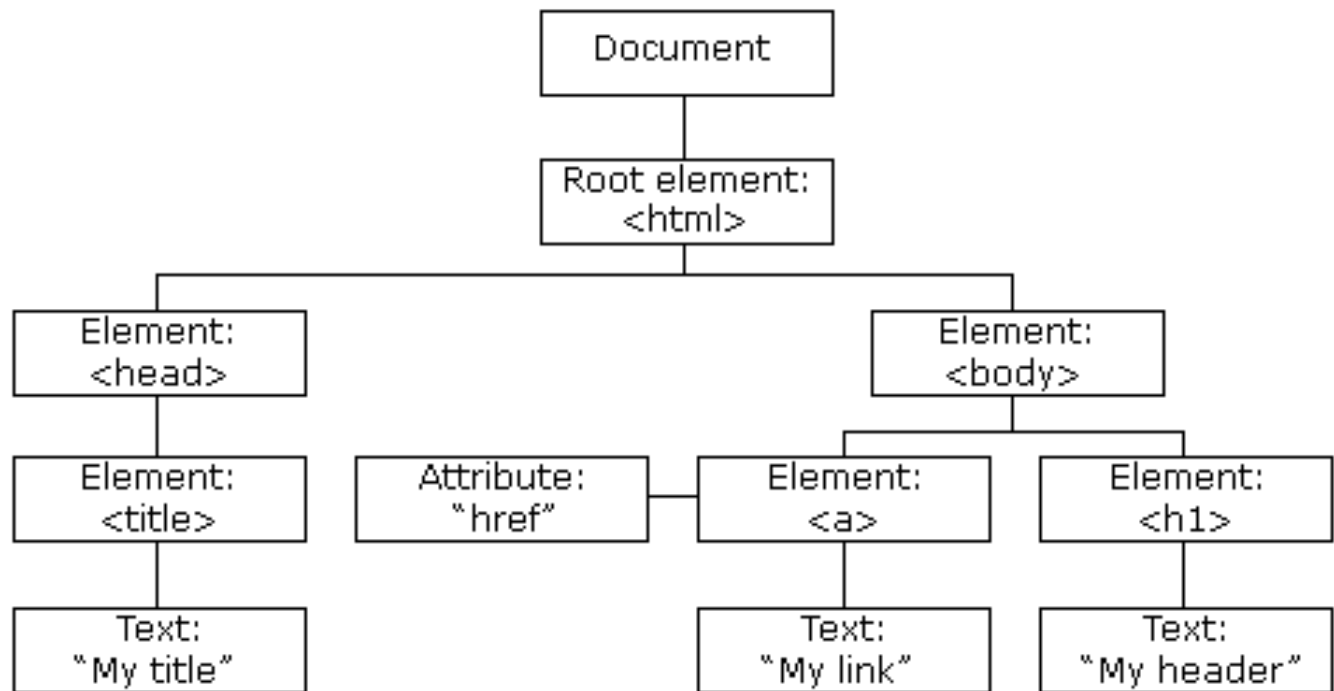 Document
Root element:
<html>
Element:
<head>
Element:
<body>
Element:
<title>
Attribute:
“href”
Element:
<a>
Element:
<h1>
Text:
“My title”
Text:
“My link”
Text:
“My header”